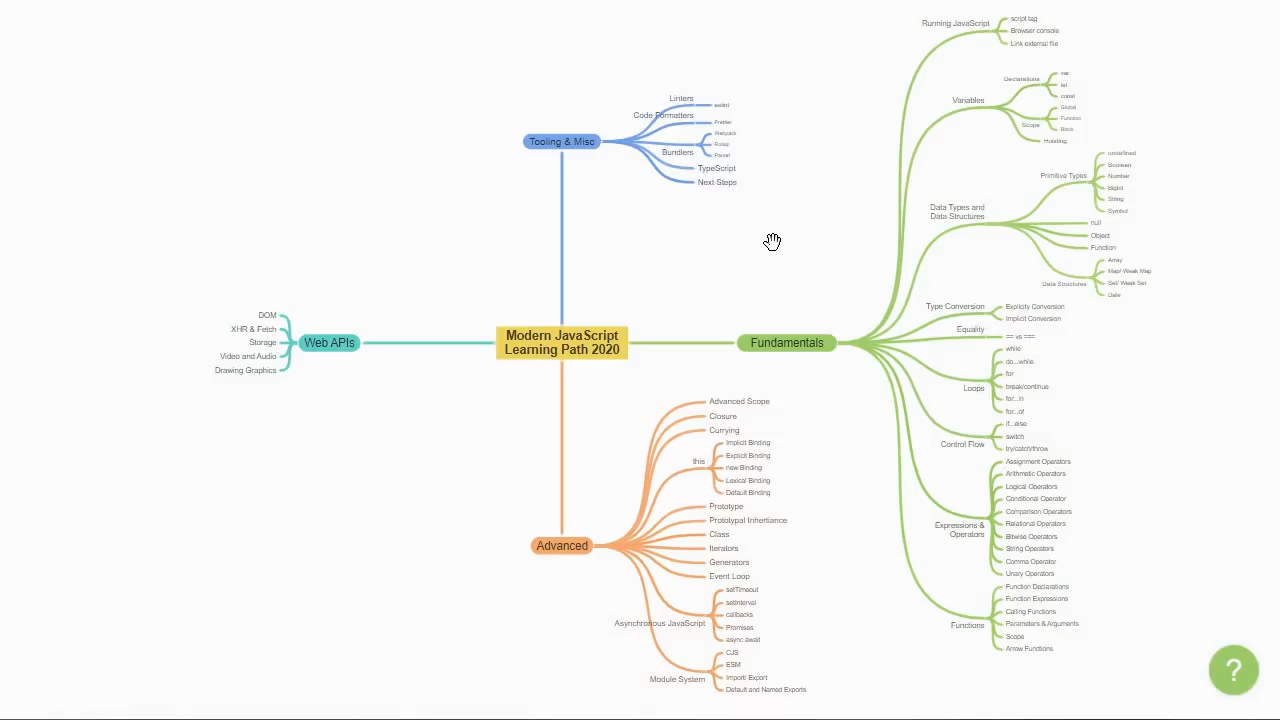 Modern JavaScript
Learning Path 2020
Tooling & Misc
Linters
eslint
Code Formatters
Prettier
Bundlers
Webpack
Rollup
Parcel
TypeScript
Next Steps
Web APIs
DOM
XHR & Fetch
Storage
Video and Audio
Drawing Graphics
Advanced
Advanced Scope
Closure
Currying
this
Implicit Binding
Explicit Binding
new Binding
Lexical Binding
Default Binding
Prototype
Prototypal Inhertiance
Class
Iterators
Generators
Event Loop
Asynchronous JavaScript
setTimeout
setInterval
callbacks
Promises
async await
Module System
CJS
ESM
Import/ Export
Default and Named Exports
Fundamentals
Running JavaScript
script tag
Browser console
Link external file
Variables
Declarations
var
let
const
Scope
Global
Function
Block
Hoisting
Data Types and
Data Structures
Primitive Types
undefined
Boolean
Number
BigInt
String
Symbol
null
Object
Function
Data Structures
Array
Map/ Weak Map
Set/ Weak Set
Date
Type Conversion
Explicity Conversion
Implicit Conversion
Equality
== vs ===
Loops
while
do...while
for
break/continue
for...in
for...of
Control Flow
if...else
switch
try/catch/throw
Expressions &
Operators
Assignment Operators
Arithmetic Operators
Logical Operators
Conditional Operator
Comparison Operators
Relational Operators
Bitwise Operators
String Operators
Comma Operator
Unary Operators
Functions
Function Declarations
Function Expressions
Calling Functions
Parameters & Arguments
Scope
Arrow Functions
?